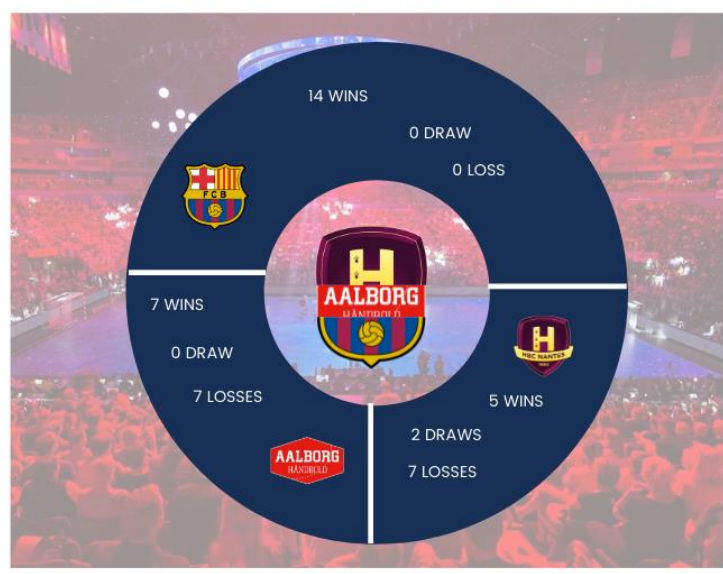 14 WINS
0 DRAW
0 LOSS
FCB
7 WINS
0 DRAW
7 LOSSES
AALBORG
HÅNDBOLD
H
AALBORG
HÅNDBOLD
H
HBC NANTES
5 WINS
2 DRAWS
7 LOSSES